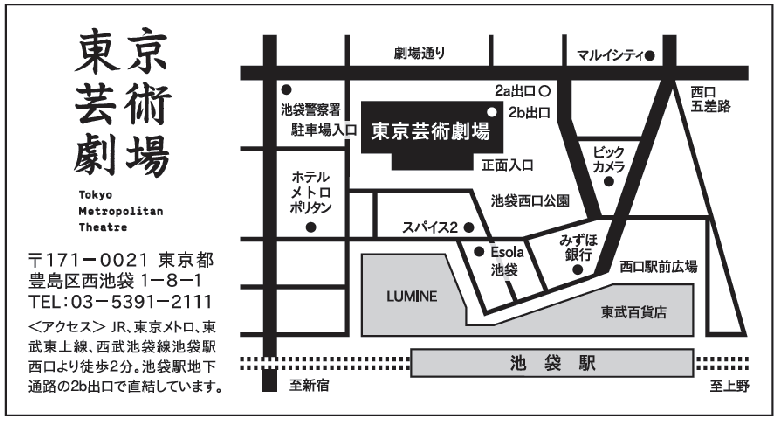 東京
芸術
劇場
Tokyo
Metropolitan
Theatre
〒171-0021 東京都
豊島区西池袋 1-8-1
TEL:03-5391-2111
＜アクセス＞JR、東京メトロ、東
武東上線、西武池袋線池袋駅
西口より徒歩2分。池袋駅地下
通路の2b出口で直結しています。
劇場通り
マルイシティ
2a出口
2b出口
西口
五差路
池袋警察署
駐車場入口
東京芸術劇場
正面入口
ビック
カメラ
ホテル
メトロ
ポリタン
池袋西口公園
スパイス2
Esola
池袋
みずほ
銀行
西口駅前広場
LUMINE
東武百貨店
池袋駅
至新宿
至上野